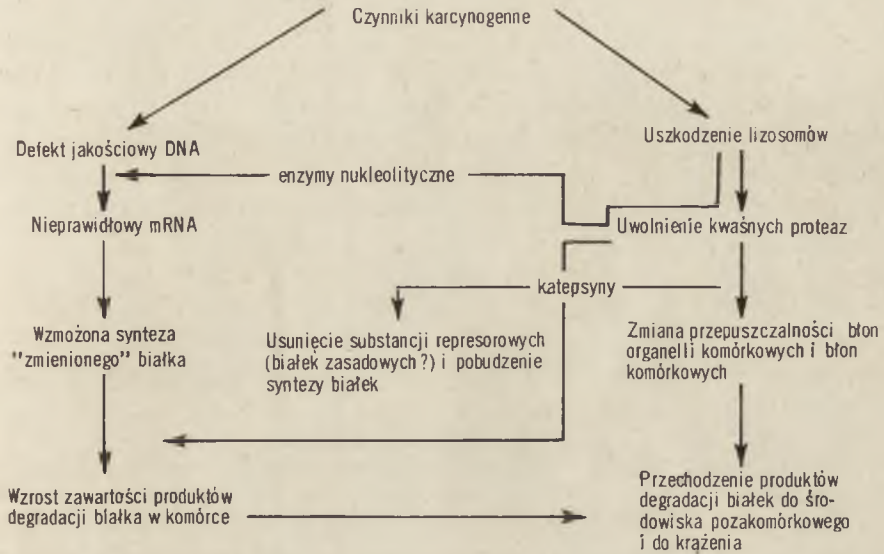 Czynniki karcynogenne
Defekt jakościowy DNA
Uszkodzenie lizosomów
enzymy nukleolityczne
Nieprawidłowy mRNA
Uwolnienie kwaśnych proteaz
katepsyny
Wzmożona synteza
"zmienionego" białka
Usunięcie substancji represorowych
(białek zasadowych?) i pobudzenie
syntezy białek
Zmiana przepuszczalności błon
organelli komórkowych i błon
komórkowych
Wzrost zawartości produktów
degradacji białka w komórce
Przechodzenie produktów
degradacji białek do śro-
dowiska pozakomórkowego
i do krążenia